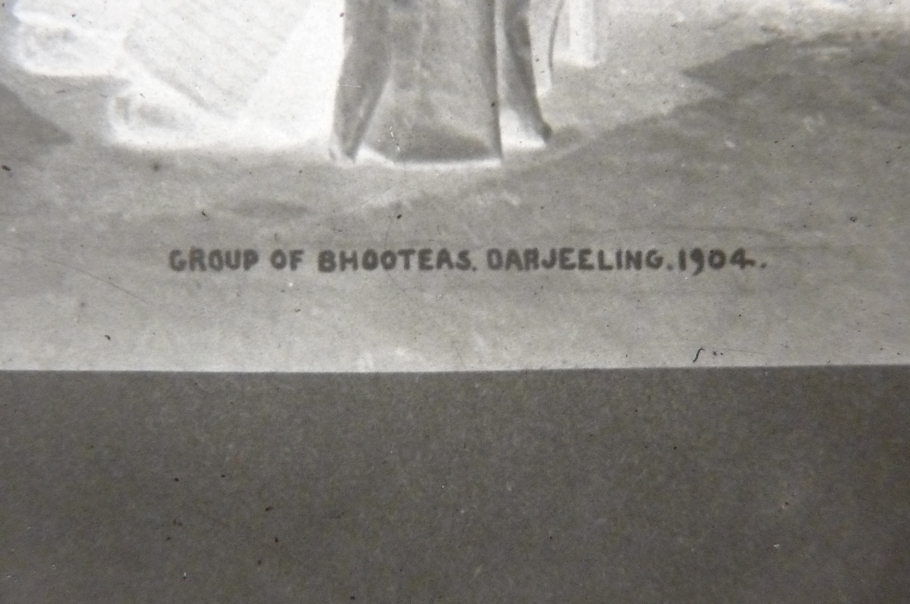 GROUP OF BHOOTEAS. DARJEELING. 1904.